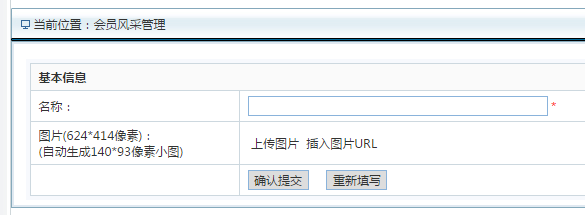 当前位置：会员风采管理
基本信息
名称：
*
图片(624*414像素)：
(自动生成140*93像素小图)
上传图片 插入图片URL
确认提交 重新填写